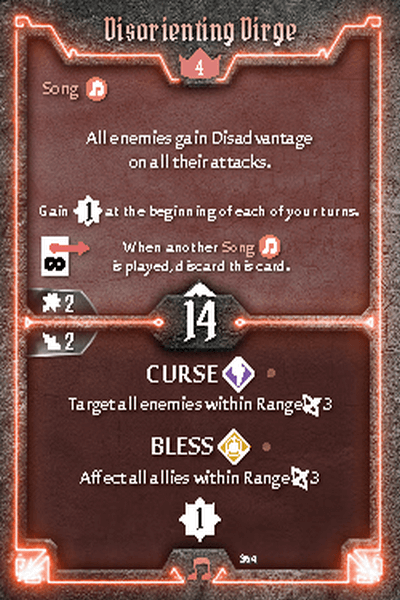 Disorienting Dirge
4
Song
All enemies gain Disadvantage
on all their attacks.
Gain 1 at the beginning of each of your turns.
When another Song
is played, discard this card.
2
14
2
CURSE
Target all enemies within Range 3
BLESS
Affect all allies within Range 3
1
364